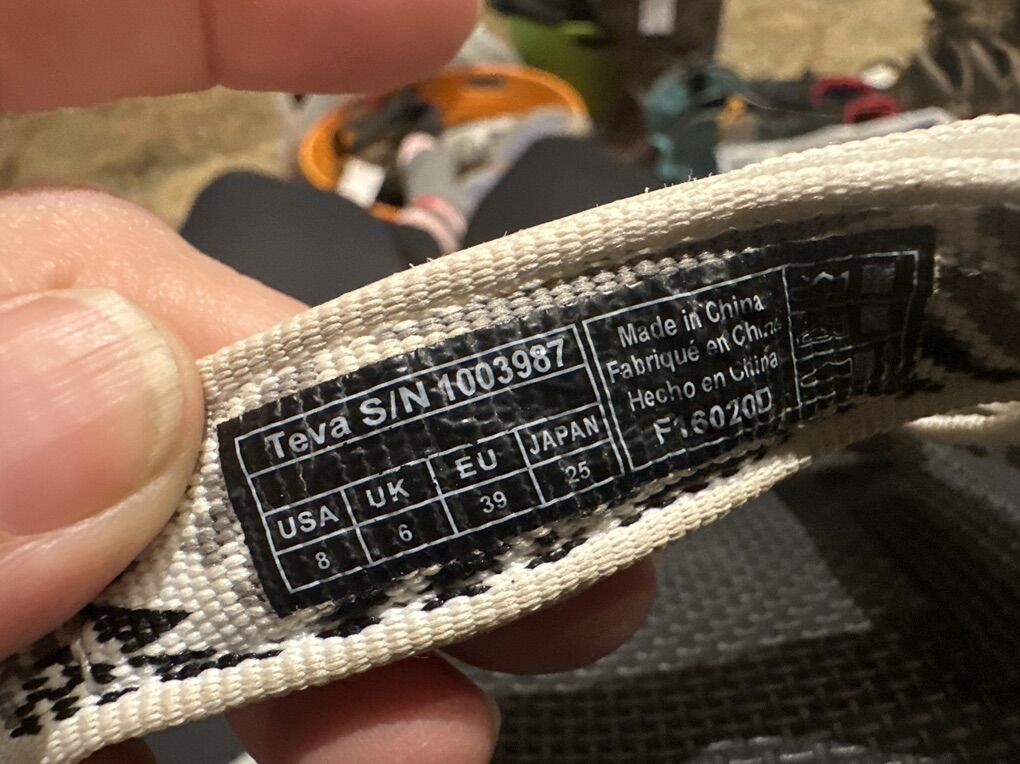 Teva S/N 1003987
USA UK EU JAPAN
8 6 39 25
Made in China
Fabriqué en Chine
Hecho en China
F16020D